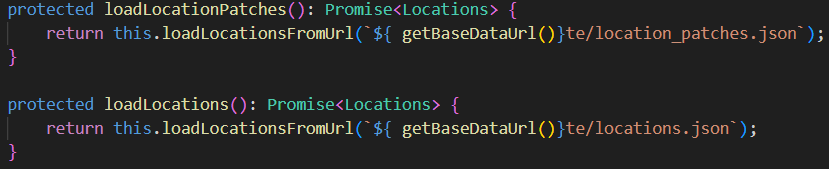 protected loadLocationPatches(): Promise<Locations> {
    return this.loadLocationsFromUrl(`${ getBaseDataUrl()}te/location_patches.json`);
}

protected loadLocations(): Promise<Locations> {
    return this.loadLocationsFromUrl(`${ getBaseDataUrl()}te/locations.json`);
}